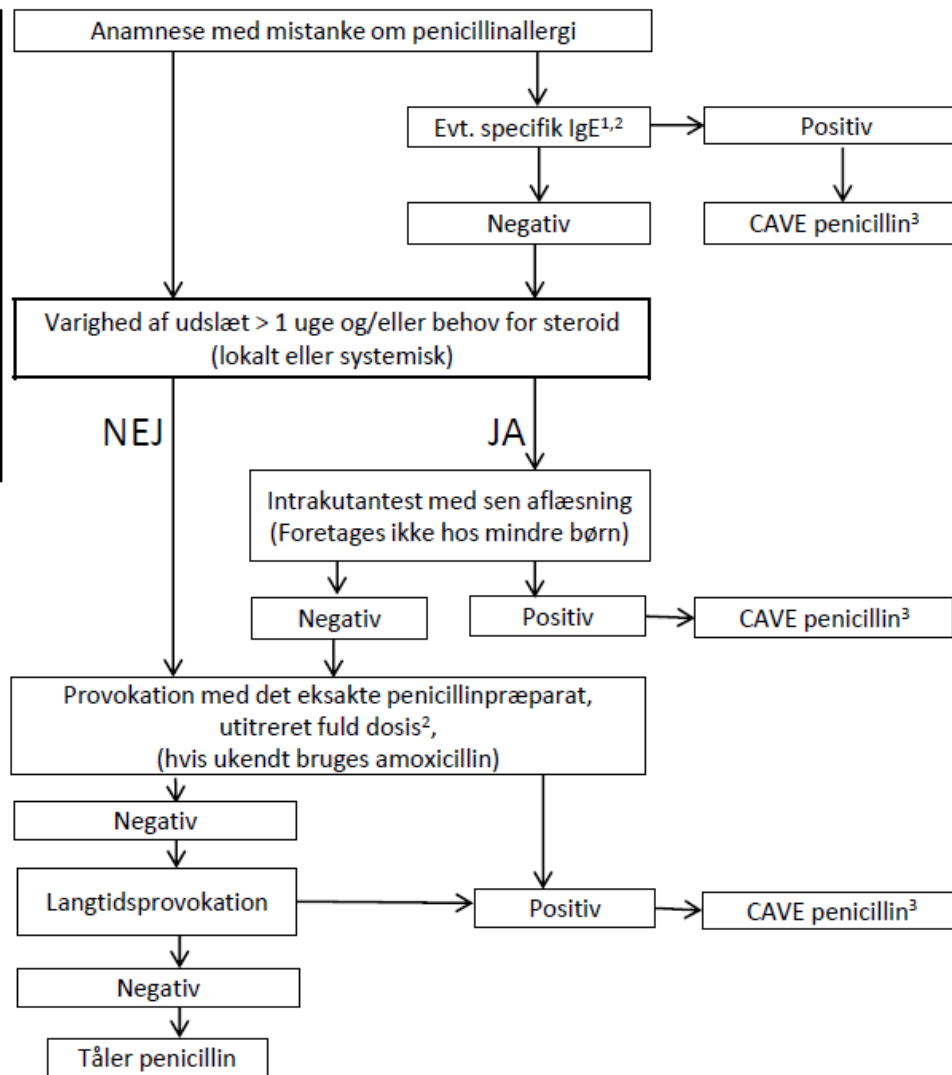 Anamnese med mistanke om penicillinallergi
Evt. specifik IgE¹,²
Positiv
Negativ
CAVE penicillin³
Varighed af udslæt > 1 uge og/eller behov for steroid
(lokalt eller systemisk)
NEJ
JA
Intrakutantest med sen aflæsning
(Foretages ikke hos mindre børn)
Negativ
Positiv
CAVE penicillin³
Provokation med det eksakte penicillinpræparat,
utitreret fuld dosis²,
(hvis ukendt bruges amoxicillin)
Negativ
Langtidsprovokation
Positiv
CAVE penicillin³
Negativ
Tåler penicillin